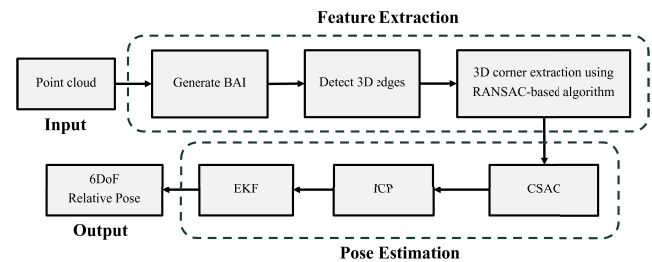 Feature Extraction
Point cloud
Generate BAI
Detect 3D edges
3D corner extraction using
RANSAC-based algorithm
Input
6DoF
Relative Pose
EKF
ICP
CSAC
Output
Pose Estimation